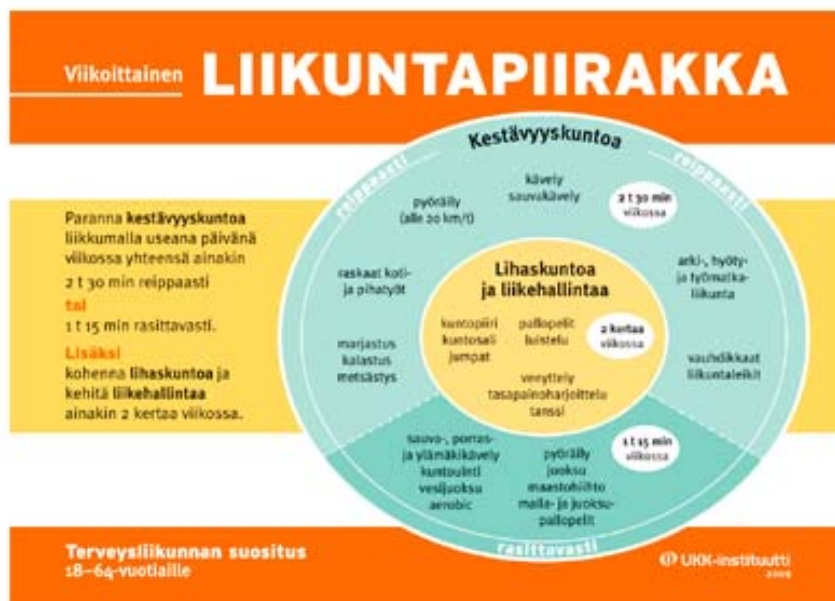 Viikoittainen LIIKUNTAPIIRAKKA
Paranna kestävyyskuntoa
liikkumalla useana päivänä
viikossa yhteensä ainakin
2 t 30 min reippaasti
tai
1 t 15 min rasittavasti.
Lisäksi
kohenna lihaskuntoa ja
kehitä liikehallintaa
ainakin 2 kertaa viikossa.
Kestävyyskuntoa
reippaasti
reippaasti
kävely
sauvakävely
2 t 30 min
viikossa
pyöräily
(alle 20 km/t)
raskaat koti-
ja pihatyöt
marjastus
kalastus
metsästys
arki-, hyöty-
ja työmatka-
liikunta
vauhdikkaat
liikuntaleikit
Lihaskuntoa
ja liikehallintaa
kuntopiiri
kuntosali
jumpat
pallopelit
luistelu
2 kertaa
viikossa
venyttely
tasapainoharjoittelu
tanssi
sauva-, porras-
ja ylämäkikävely
kuntouinti
vesijuoksu
aerobic
pyöräily
juoksu
maastohiihto
maila- ja juoksu-
pallopelit
1 t 15 min
viikossa
rasittavasti
Terveysliikunnan suositus
18–64-vuotiaille
UKK-instituutti
2009